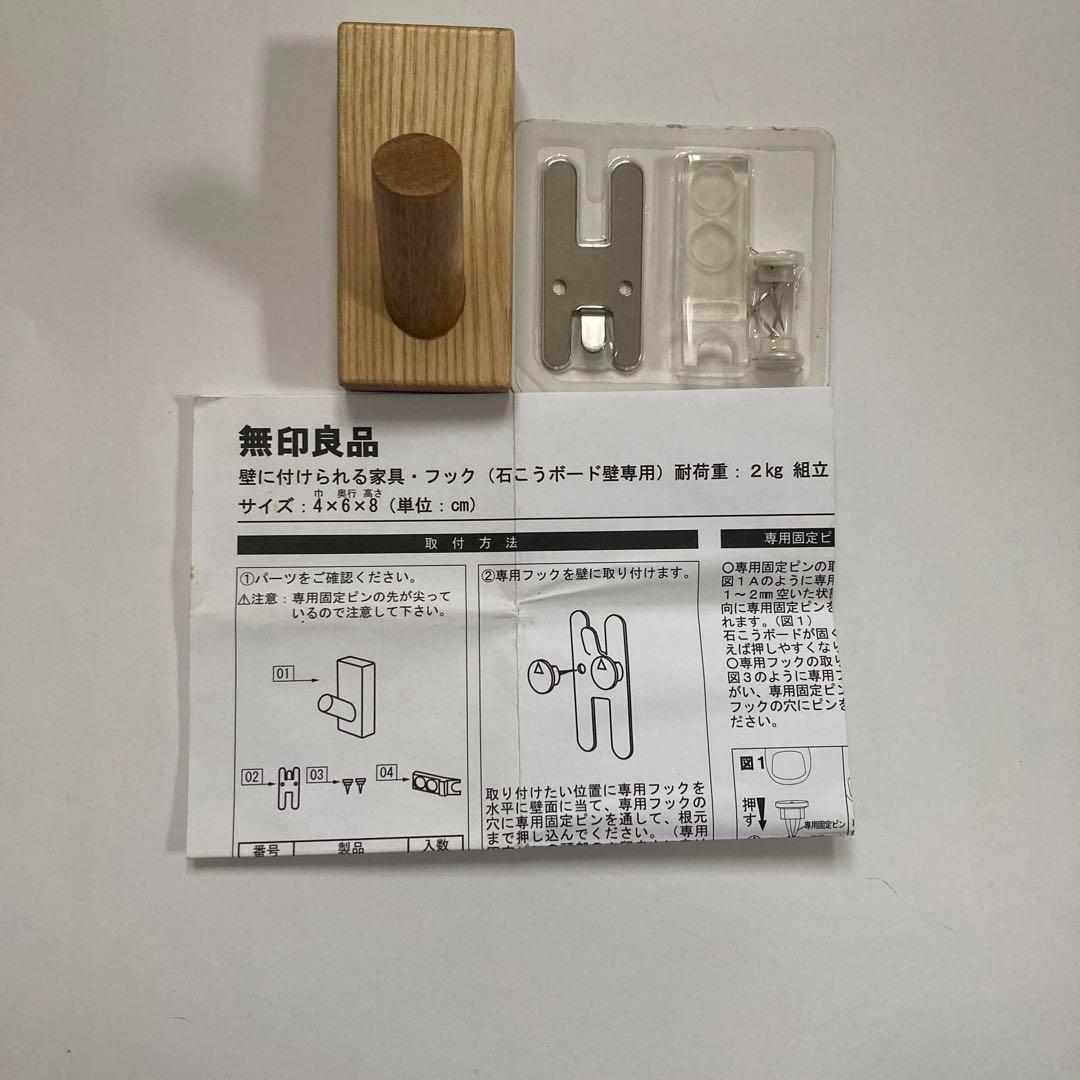 無印良品
壁に付けられる家具・フック（石こうボード壁専用）耐荷重：２kg 組立
巾 奥行 高さ
サイズ：4×6×8（単位：cm）
取付方法
①パーツをご確認ください。
⚠注意：専用固定ピンの先が尖って
いるので注意して下さい。
01
02
03
04
番号 製品 入数
②専用フックを壁に取り付けます。
取り付けたい位置に専用フックを
水平に壁面に当て、専用フックの
穴に専用固定ピンを通して、根元
まで押し込んでください。（専用
専用固定ピ
○専用固定ピンの取
図１Aのように専用
１～２mm空いた状態
向に専用固定ピンを
れます。（図１）
石こうボードが固く
えば押しやすくなり
○専用フックの取り
図３のように専用フ
がい、専用固定ピン
フックの穴にピンを
ださい。
図１
押す
専用固定ピン